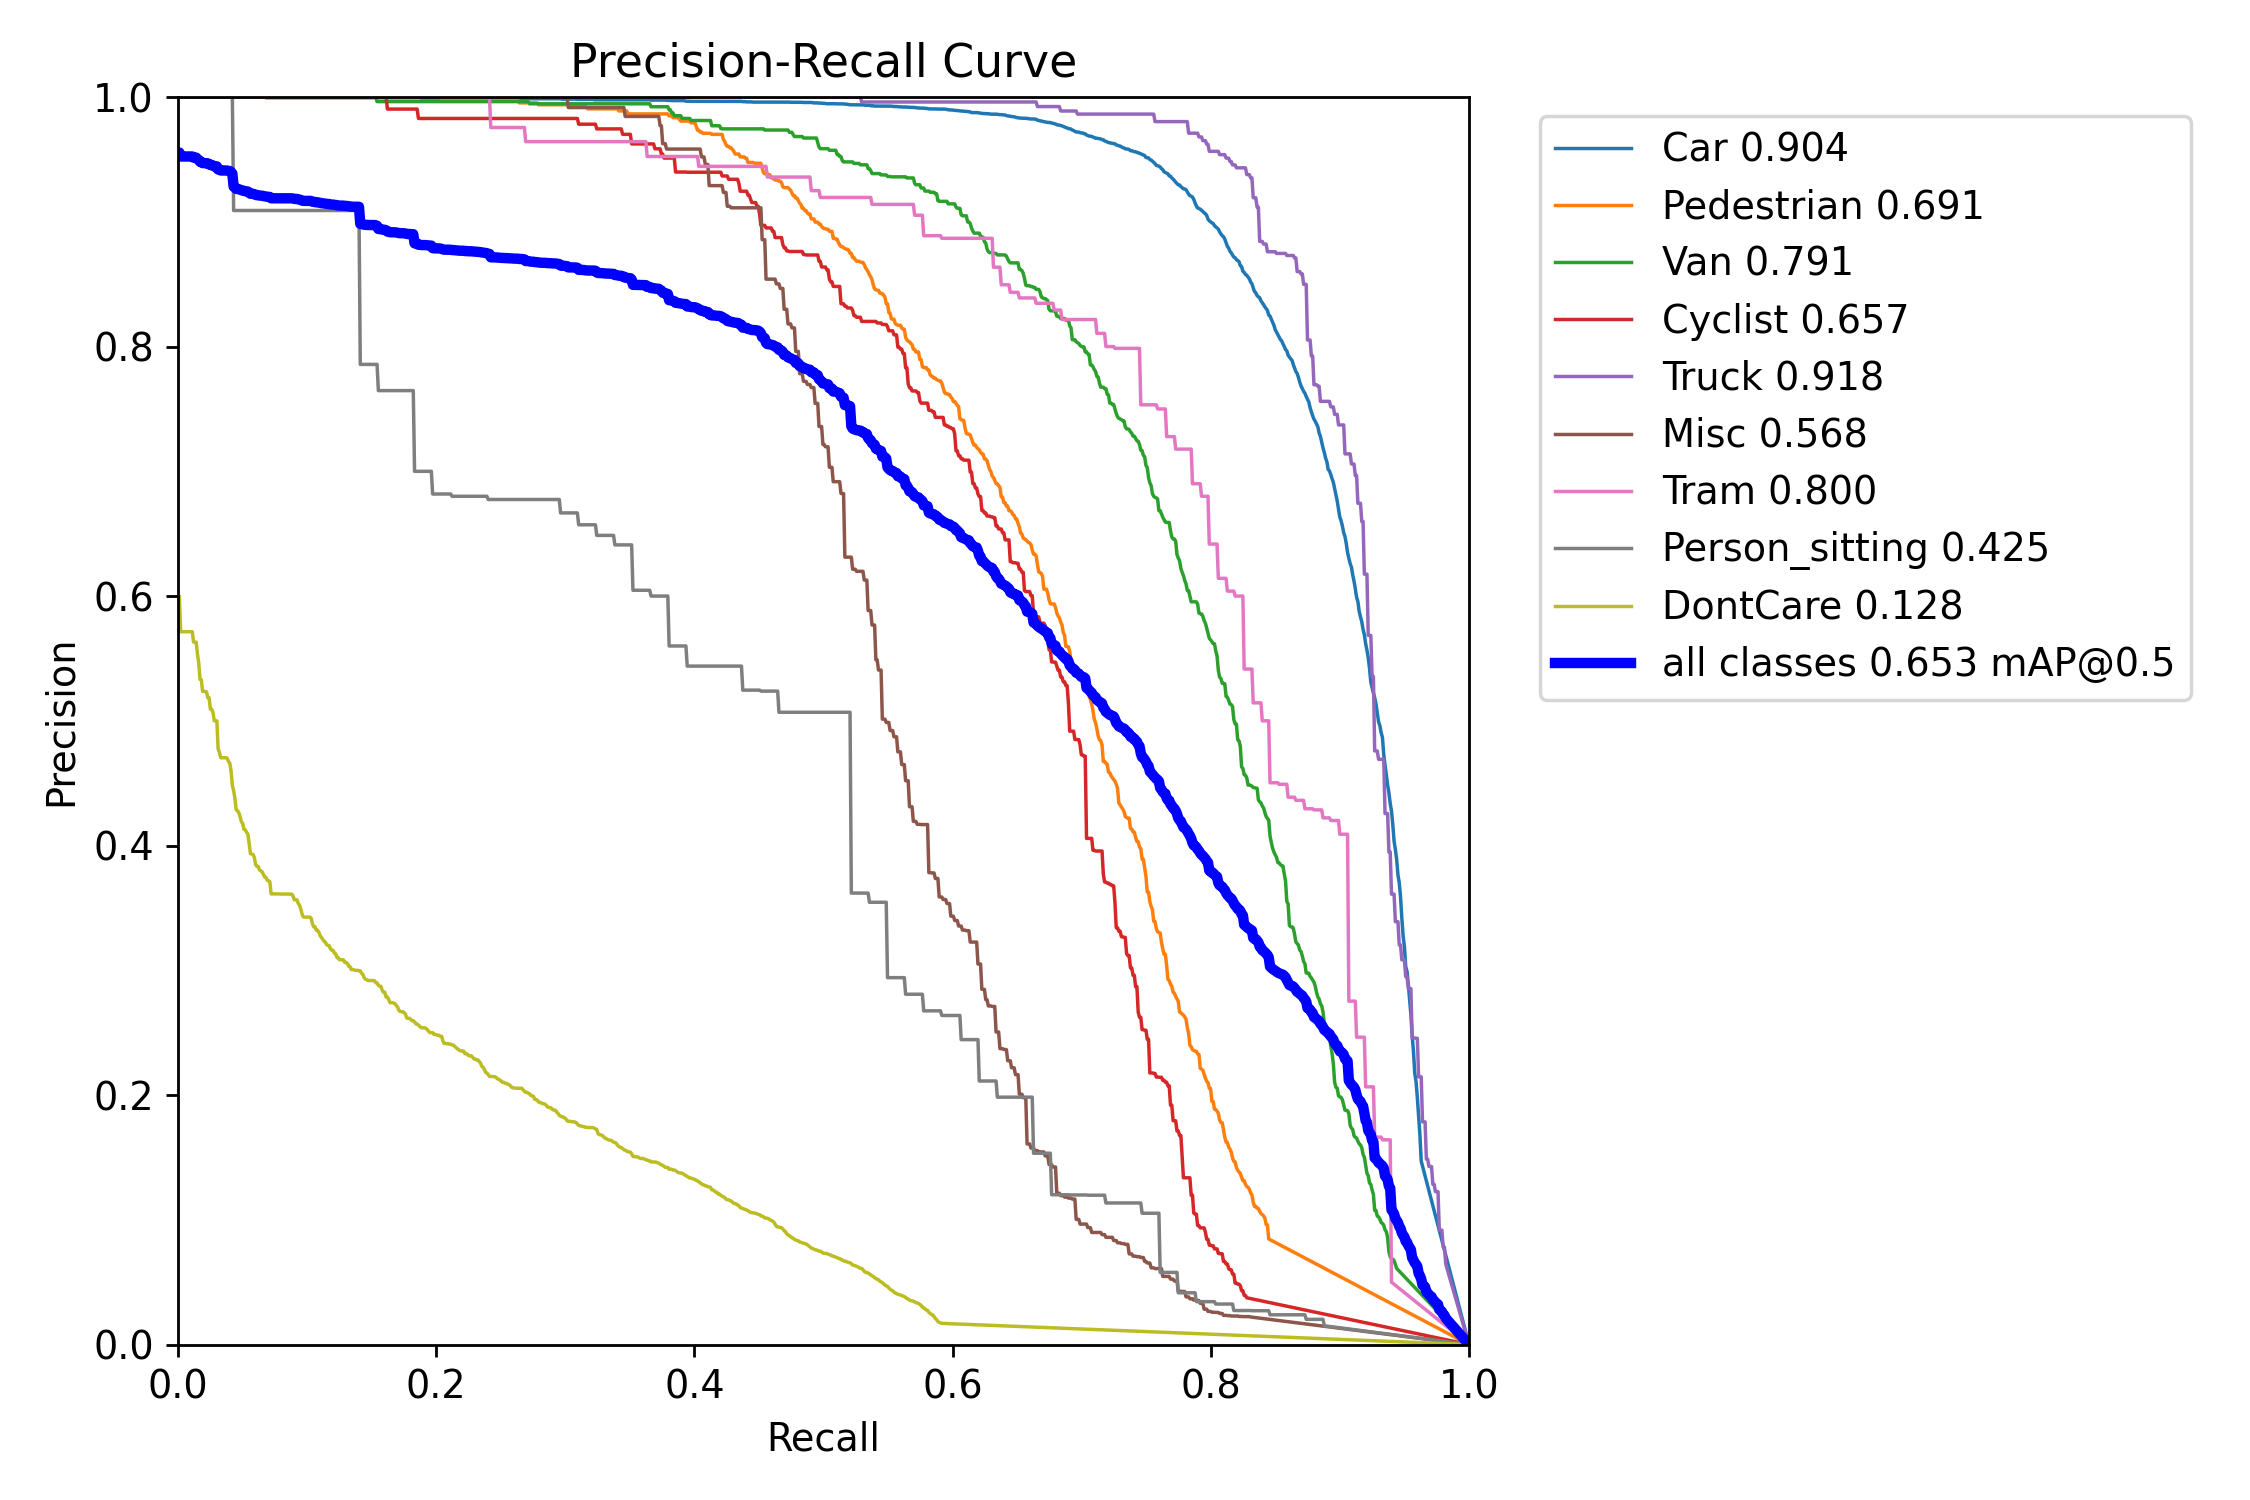 Precision-Recall Curve
1.0
0.8
0.6
0.4
0.2
0.0
Precision
0.0 0.2 0.4 0.6 0.8 1.0
Recall
Car 0.904
Pedestrian 0.691
Van 0.791
Cyclist 0.657
Truck 0.918
Misc 0.568
Tram 0.800
Person_sitting 0.425
DontCare 0.128
all classes 0.653 mAP@0.5